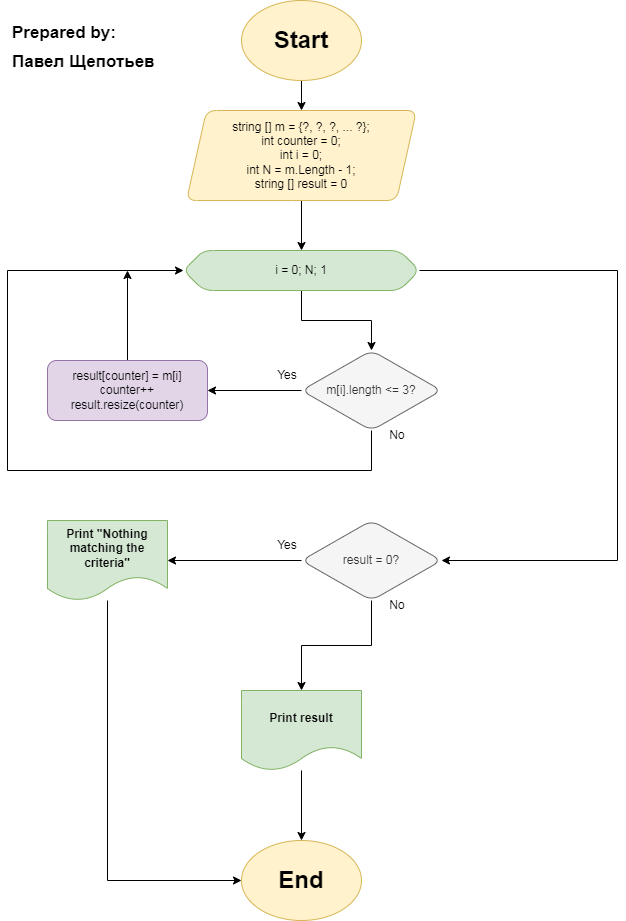 Prepared by:
Павел Щепотьев
Start
string [] m = {?, ?, ?, ... ?};
int counter = 0;
int i = 0;
int N = m.Length - 1;
string [] result = 0
i = 0; N; 1
m[i].length <= 3?
Yes
No
result[counter] = m[i]
counter++
result.resize(counter)
result = 0?
Yes
No
Print "Nothing
matching the
criteria"
Print result
End